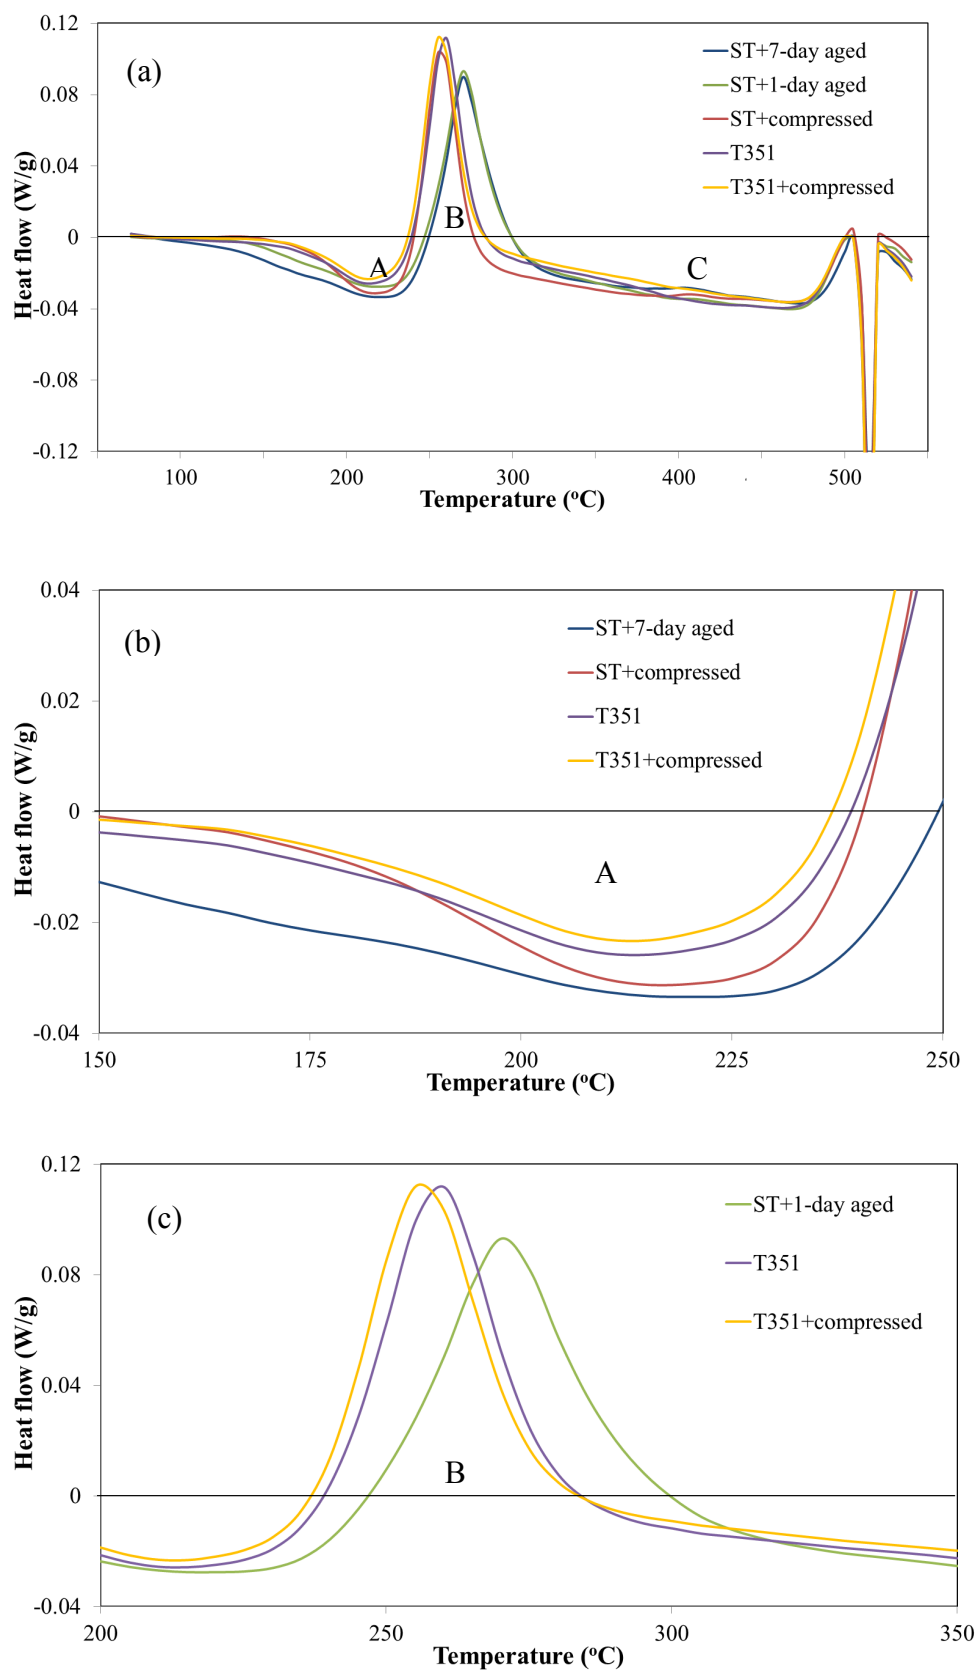 0.12
(a)
ST+7-day aged
ST+1-day aged
0.08
ST+compressed
T351
0.04
T351+compressed
B
0
A
C
-0.04
-0.08
-0.12
100 200 300 400 500
Heat flow (W/g)
Temperature (ºC)
0.04
(b)
ST+7-day aged
ST+compressed
0.02
T351
T351+compressed
0
A
-0.02
-0.04
150 175 200 225 250
Heat flow (W/g)
Temperature (ºC)
0.12
(c)
ST+1-day aged
T351
0.08
T351+compressed
0.04
B
0
-0.04
200 250 300 350
Heat flow (W/g)
Temperature (ºC)